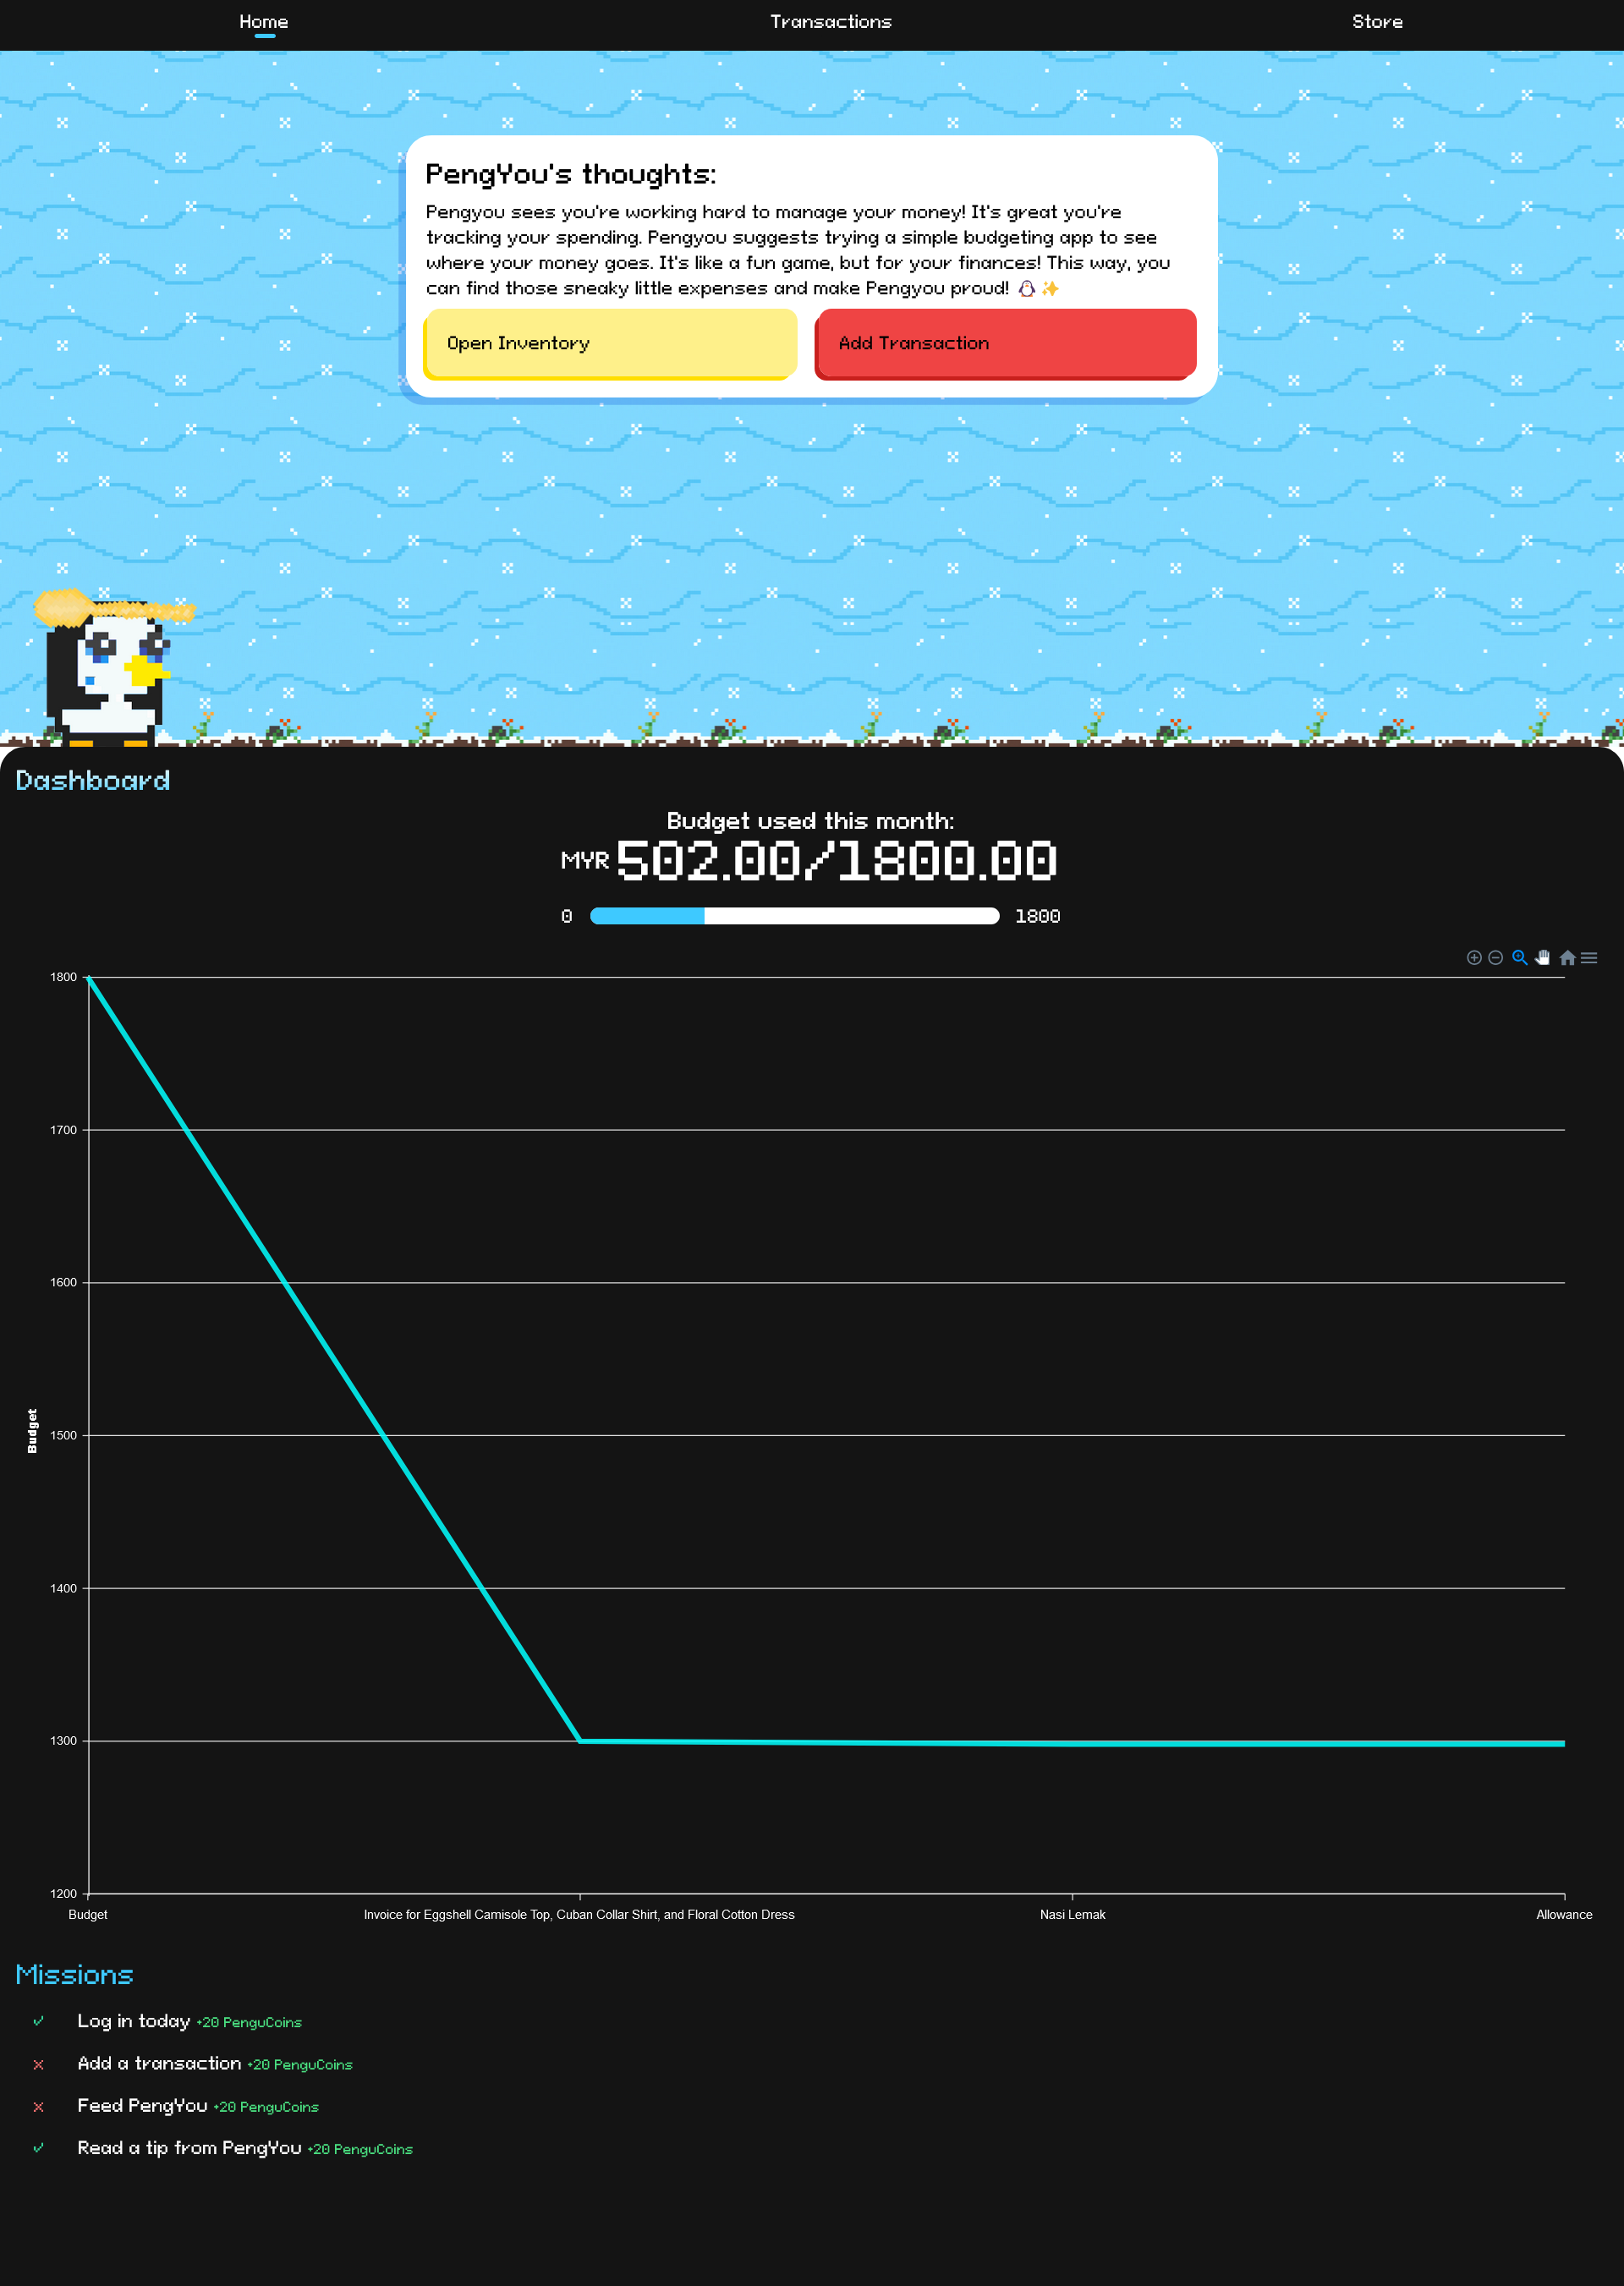 Home Transactions Store
PengYou's thoughts:
Pengyou sees you're working hard to manage your money! It's great you're
tracking your spending. Pengyou suggests trying a simple budgeting app to see
where your money goes. It's like a fun game, but for your finances! This way, you
can find those sneaky little expenses and make Pengyou proud! 🐧✨
Open Inventory Add Transaction
Dashboard
Budget used this month:
MYR 502.00/1800.00
0 1800
1800
1700
1600
1500
Budget
1400
1300
1200
Budget Invoice for Eggshell Camisole Top, Cuban Collar Shirt, and Floral Cotton Dress Nasi Lemak Allowance
Missions
Log in today +20 PenguCoins
Add a transaction +20 PenguCoins
Feed PengYou +20 PenguCoins
Read a tip from PengYou +20 PenguCoins